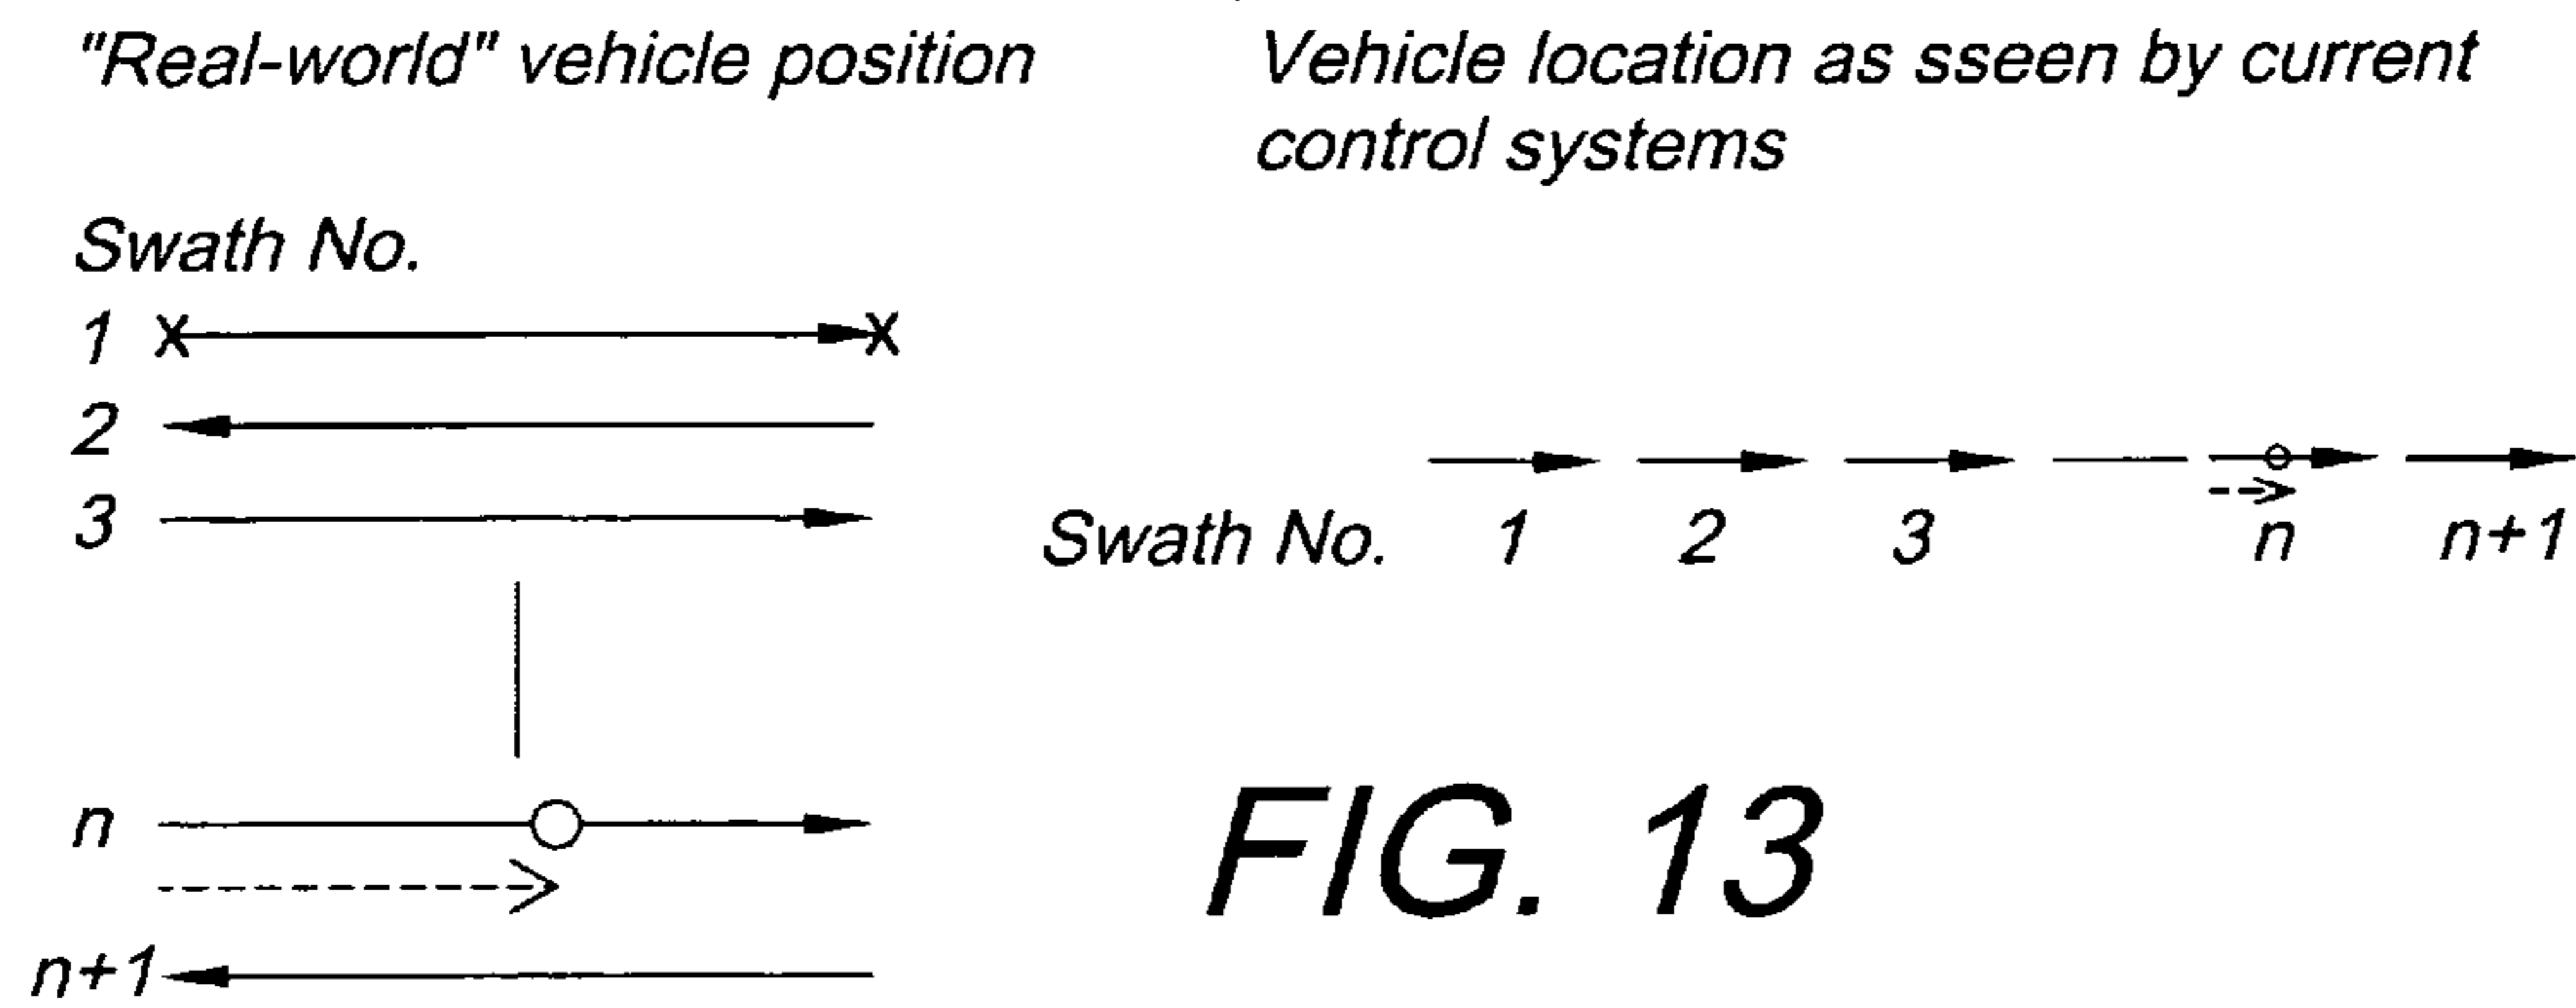 "Real-world" vehicle position
Vehicle location as sseen by current
control systems
Swath No.
1 X X
2
3
n
n+1
Swath No. 1 2 3 n n+1
FIG. 13